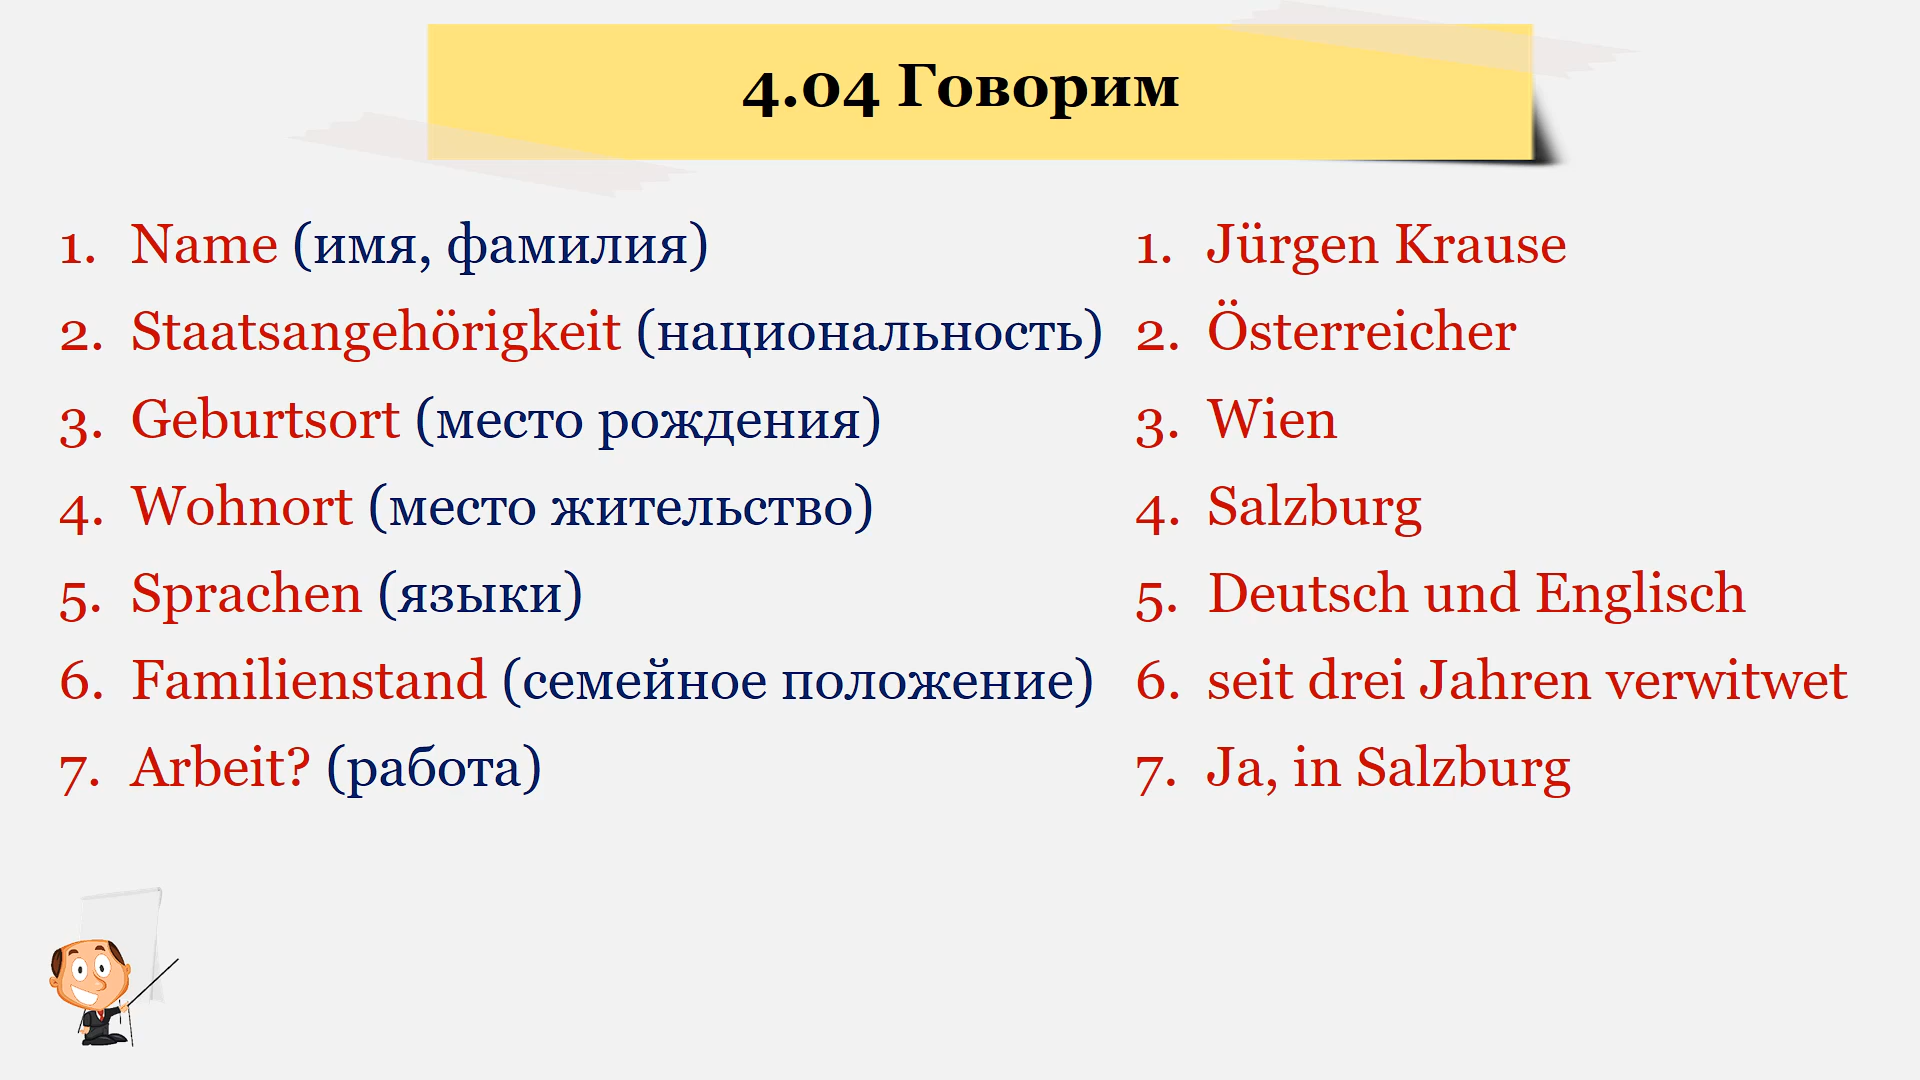 4.04 Говорим
1. Name (имя, фамилия)
2. Staatsangehörigkeit (национальность)
3. Geburtsort (место рождения)
4. Wohnort (место жительство)
5. Sprachen (языки)
6. Familienstand (семейное положение)
7. Arbeit? (работа)
1. Jürgen Krause
2. Österreicher
3. Wien
4. Salzburg
5. Deutsch und Englisch
6. seit drei Jahren verwitwet
7. Ja, in Salzburg